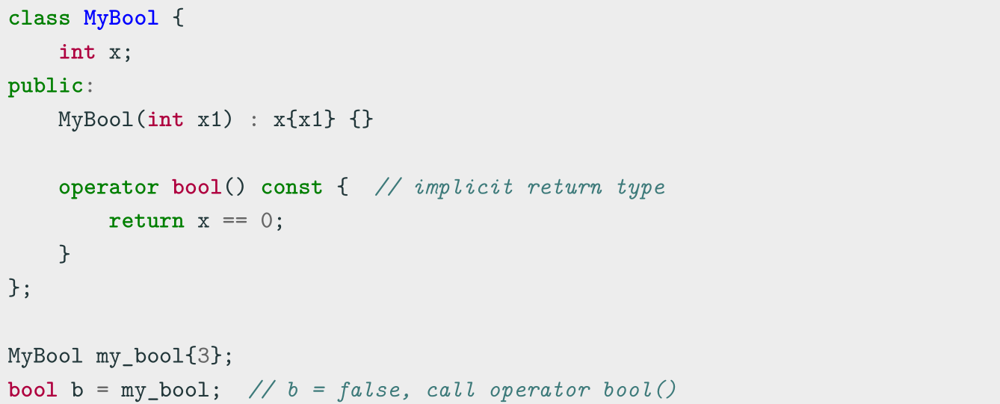 class MyBool {
    int x;
public:
    MyBool(int x1) : x{x1} {}

    operator bool() const {  // implicit return type
        return x == 0;
    }
};

MyBool my_bool{3};
bool b = my_bool;  // b = false, call operator bool()